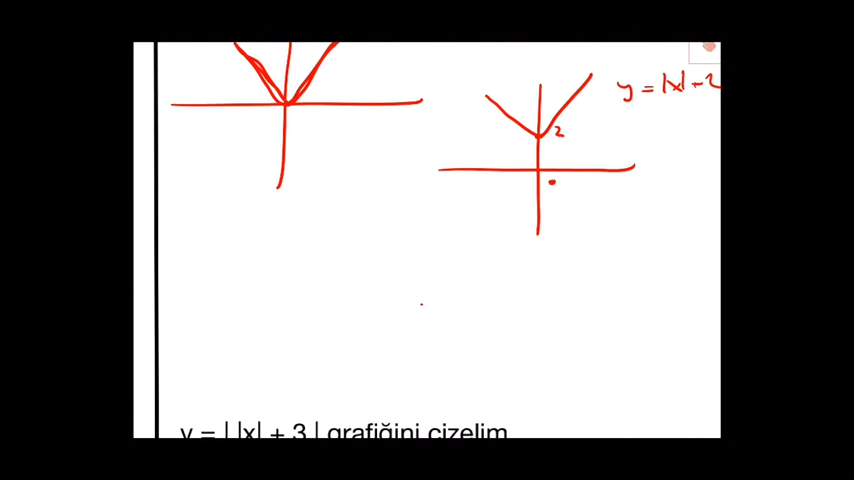 y = |x| + 2
2
y = | |x| + 3 | grafiğini çizelim